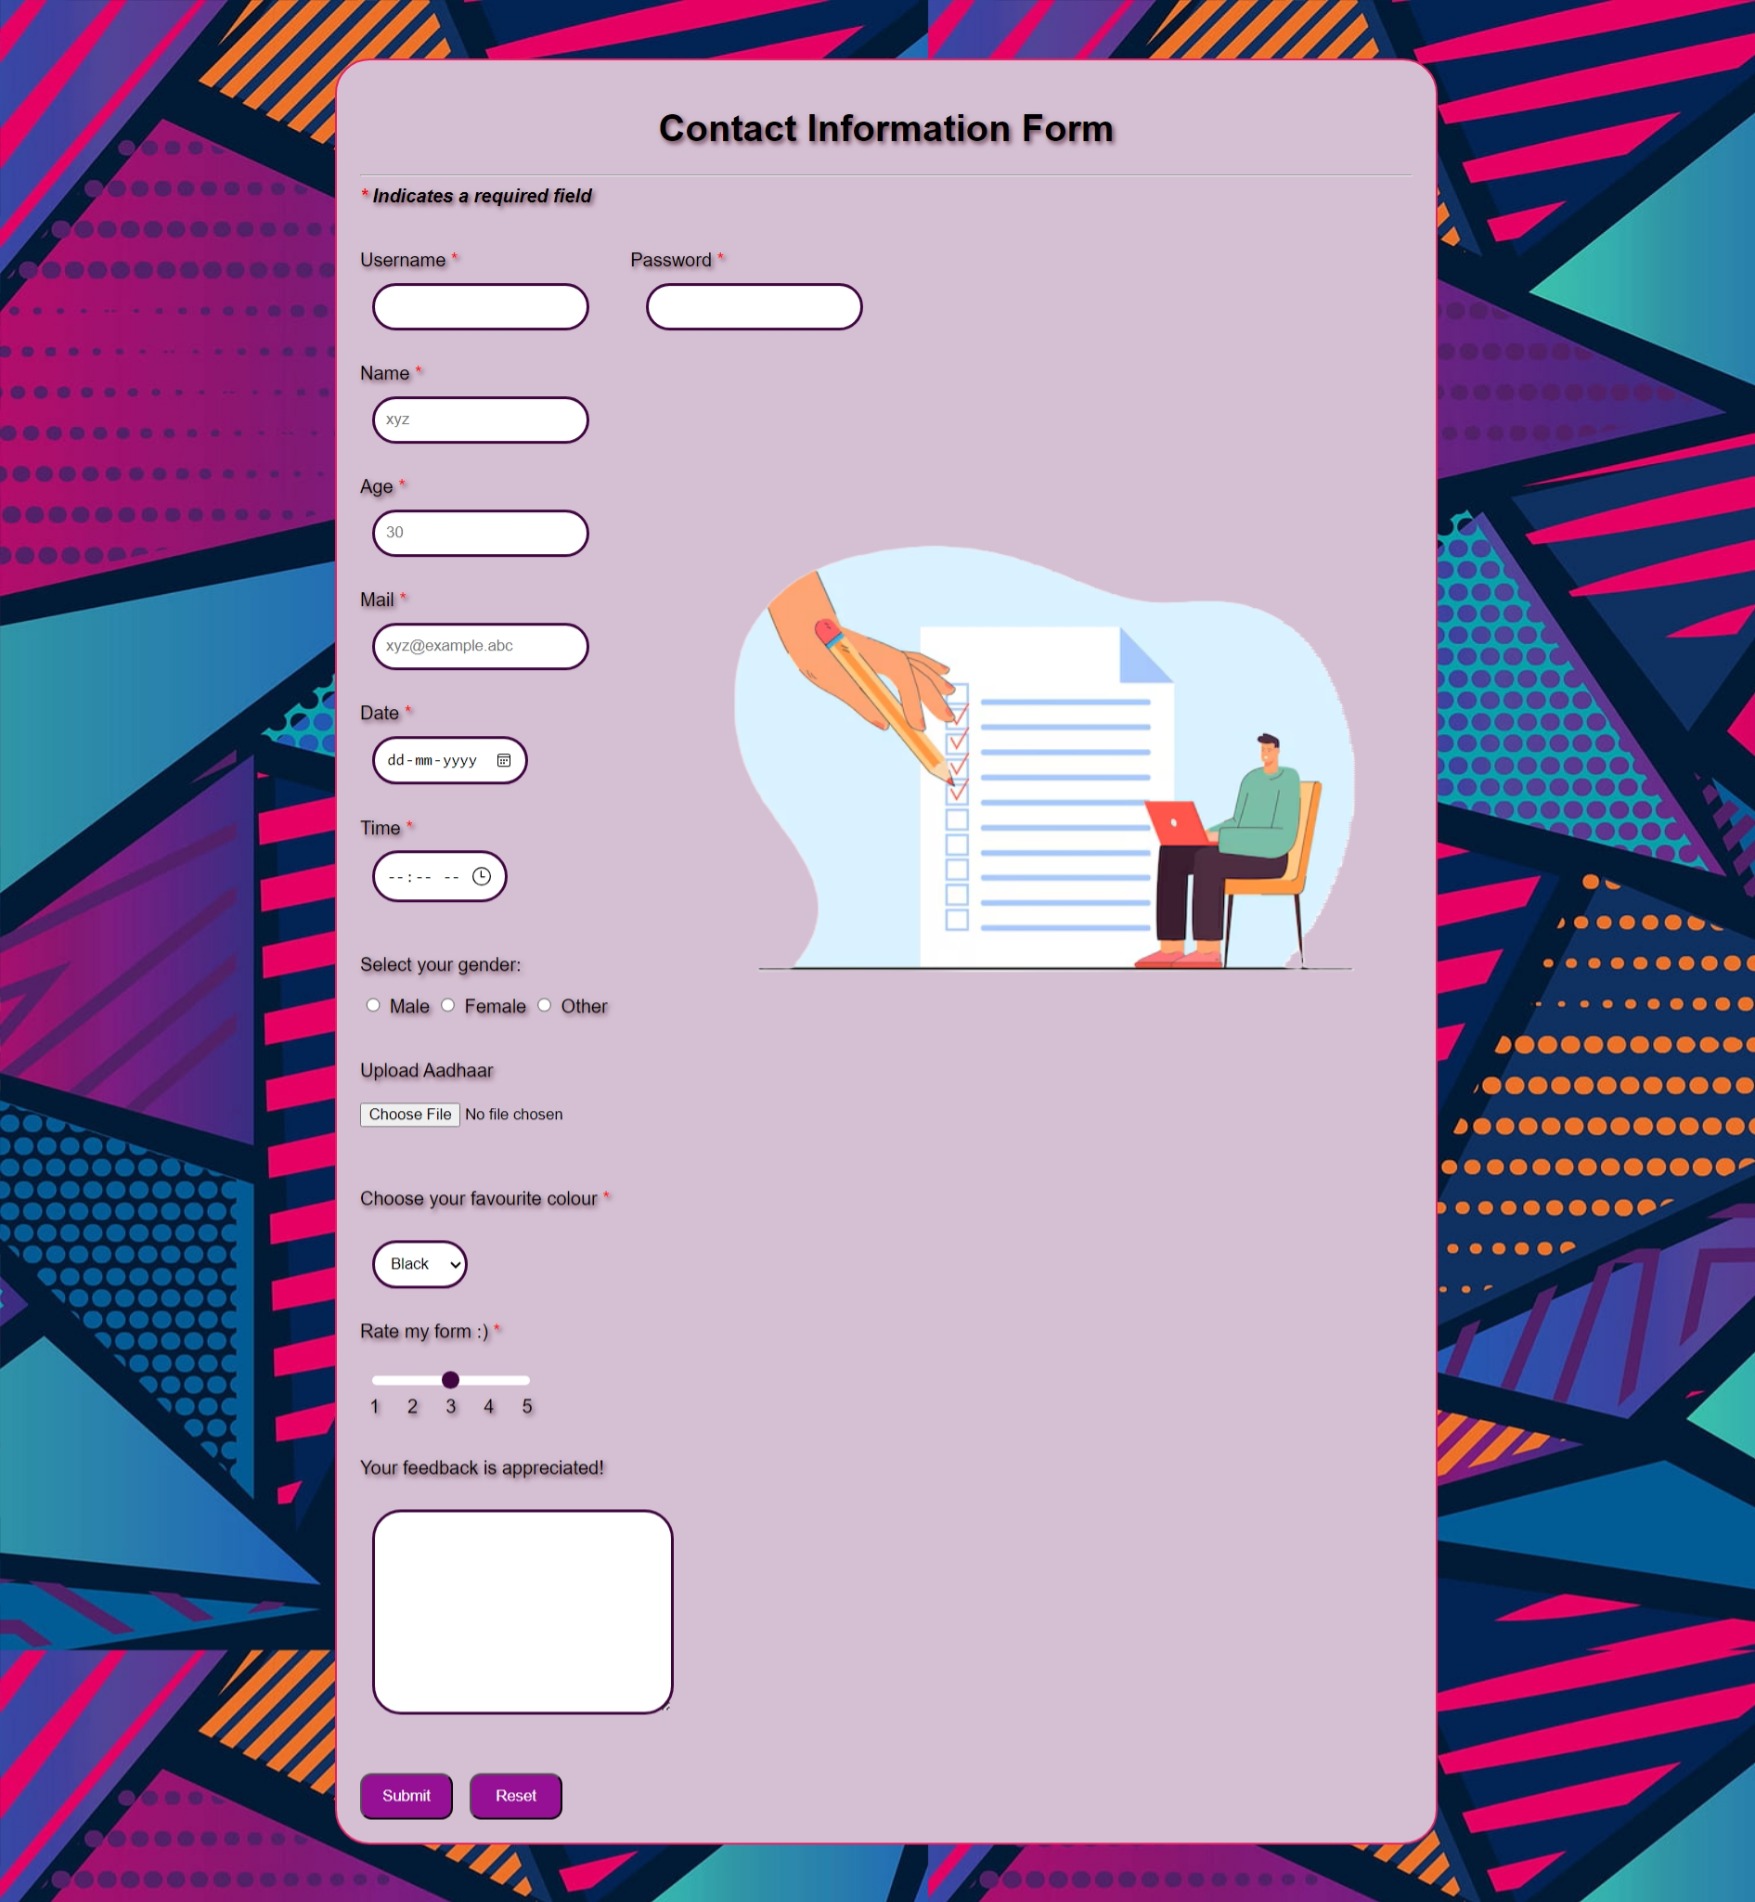 Contact Information Form
* Indicates a required field
Username * Password *
Name *
xyz
Age *
30
Mail *
xyz@example.abc
Date *
dd-mm-yyyy
Time *
--:-- --
Select your gender:
Male Female Other
Upload Aadhaar
Choose File No file chosen
Choose your favourite colour *
Black
Rate my form :) *
1 2 3 4 5
Your feedback is appreciated!
Submit Reset